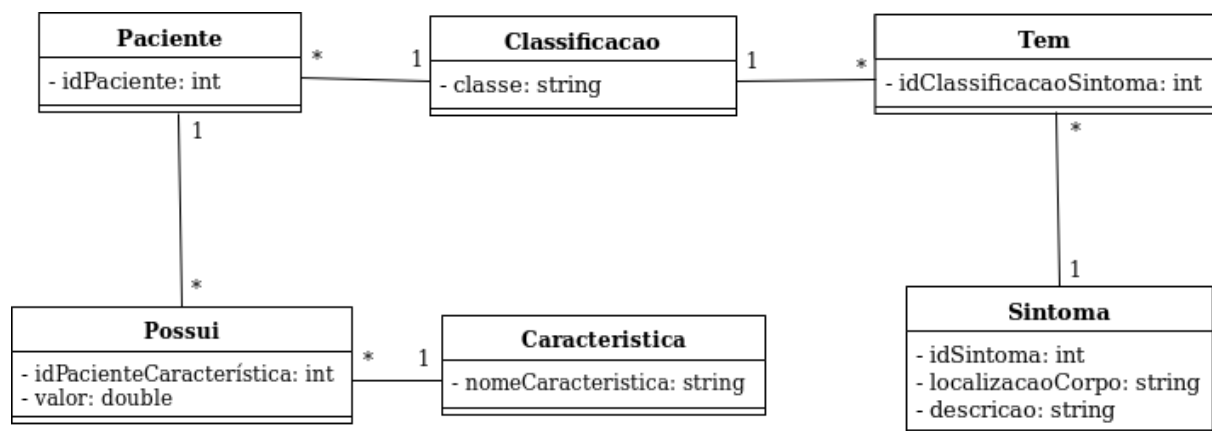 Paciente
- idPaciente: int
*
1
Classificacao
- classe: string
1
*
Tem
- idClassificacaoSintoma: int
1
*
*
1
Possui
- idPacienteCaracterística: int
- valor: double
*
1
Caracteristica
- nomeCaracteristica: string
Sintoma
- idSintoma: int
- localizacaoCorpo: string
- descricao: string